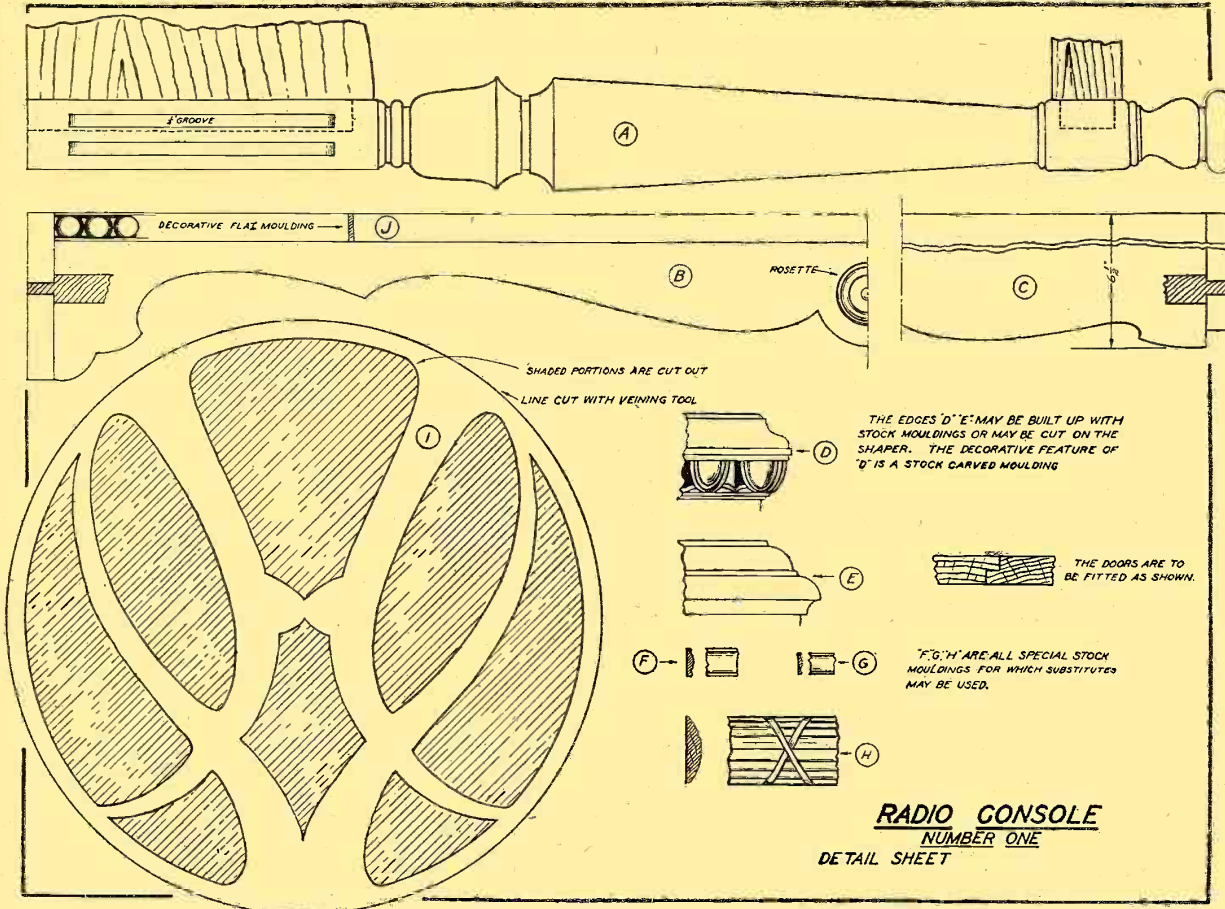 ¼" GROOVE
A
DECORATIVE FLAT MOULDING
J
B
ROSETTE
C
SHADED PORTIONS ARE CUT OUT
LINE CUT WITH VEINING TOOL
I
D
THE EDGES "D" "E" MAY BE BUILT UP WITH
STOCK MOULDINGS OR MAY BE CUT ON THE
SHAPER. THE DECORATIVE FEATURE OF
"D" IS A STOCK CARVED MOULDING
E
THE DOORS ARE TO
BE FITTED AS SHOWN.
F
G
"F," "G," "H" ARE ALL SPECIAL STOCK
MOULDINGS FOR WHICH SUBSTITUTES
MAY BE USED.
H
RADIO CONSOLE
NUMBER ONE
DETAIL SHEET